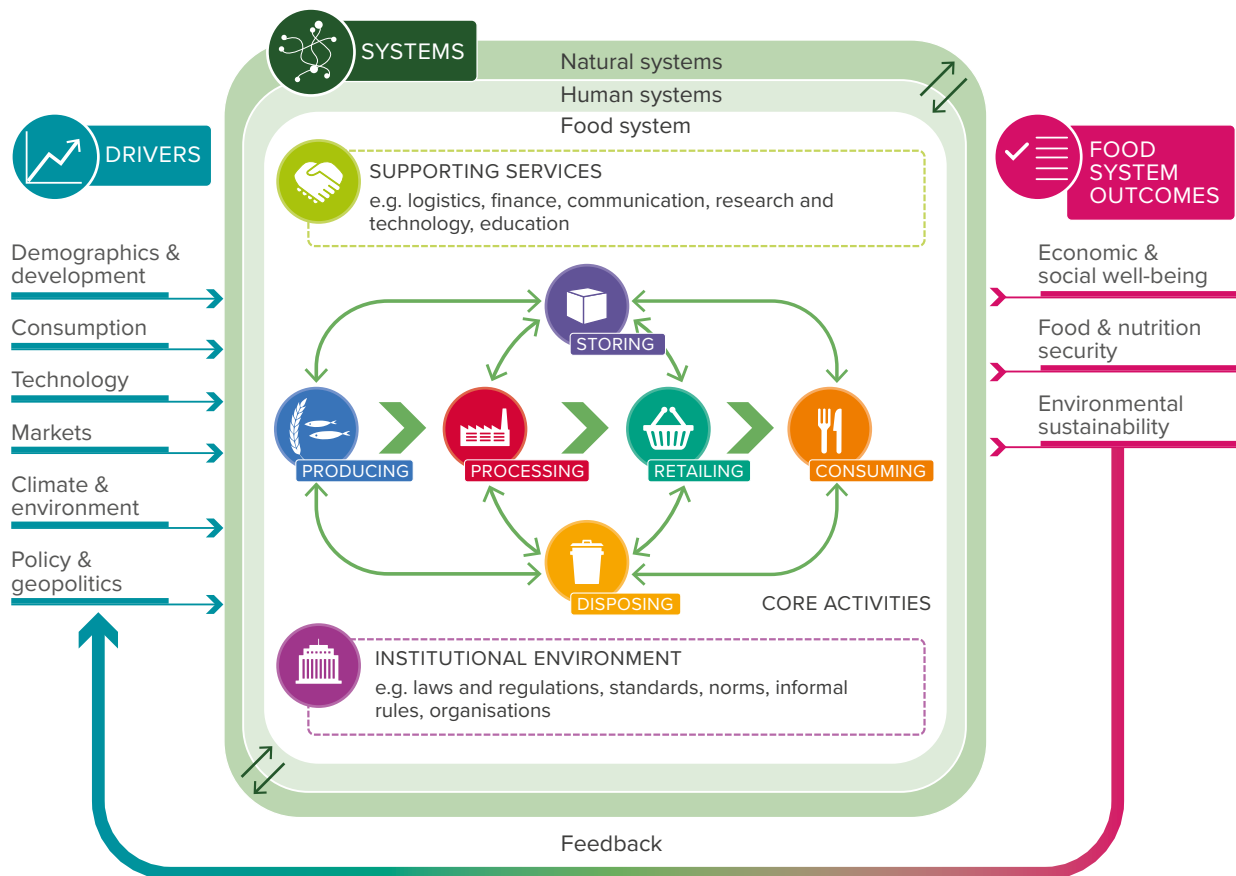 SYSTEMS
Natural systems
Human systems
Food system
DRIVERS
Demographics &
development
Consumption
Technology
Markets
Climate &
environment
Policy &
geopolitics
SUPPORTING SERVICES
e.g. logistics, finance, communication, research and
technology, education
STORING
PRODUCING
PROCESSING
RETAILING
CONSUMING
DISPOSING
CORE ACTIVITIES
INSTITUTIONAL ENVIRONMENT
e.g. laws and regulations, standards, norms, informal
rules, organisations
FOOD
SYSTEM
OUTCOMES
Economic &
social well-being
Food & nutrition
security
Environmental
sustainability
Feedback